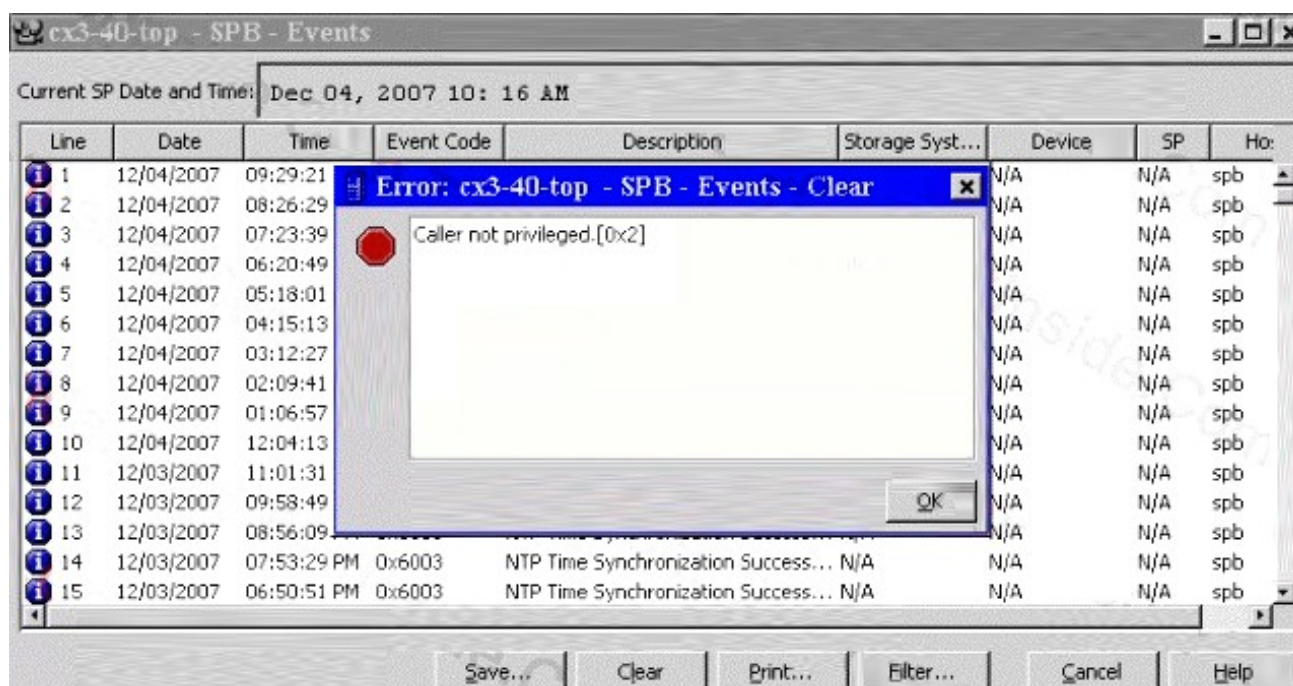 cx3-40-top - SPB - Events
Current SP Date and Time: Dec 04, 2007 10: 16 AM
Line Date Time Event Code Description Storage Syst... Device SP Ho
1 12/04/2007 09:29:21 N/A N/A spb
Error: cx3-40-top - SPB - Events - Clear
2 12/04/2007 08:26:29 N/A N/A spb
3 12/04/2007 07:23:39 Caller not privileged.[0x2] N/A N/A spb
4 12/04/2007 06:20:49 N/A N/A spb
5 12/04/2007 05:18:01 N/A N/A spb
6 12/04/2007 04:15:13 N/A N/A spb
7 12/04/2007 03:12:27 N/A N/A spb
8 12/04/2007 02:09:41 N/A N/A spb
9 12/04/2007 01:06:57 N/A N/A spb
10 12/04/2007 12:04:13 N/A N/A spb
11 12/03/2007 11:01:31 N/A N/A spb
12 12/03/2007 09:58:49 OK N/A N/A spb
13 12/03/2007 08:56:09 N/A N/A spb
14 12/03/2007 07:53:29 PM 0x6003 NTP Time Synchronization Success... N/A N/A N/A spb
15 12/03/2007 06:50:51 PM 0x6003 NTP Time Synchronization Success... N/A N/A N/A spb
Save... Clear Print... Filter... Cancel Help